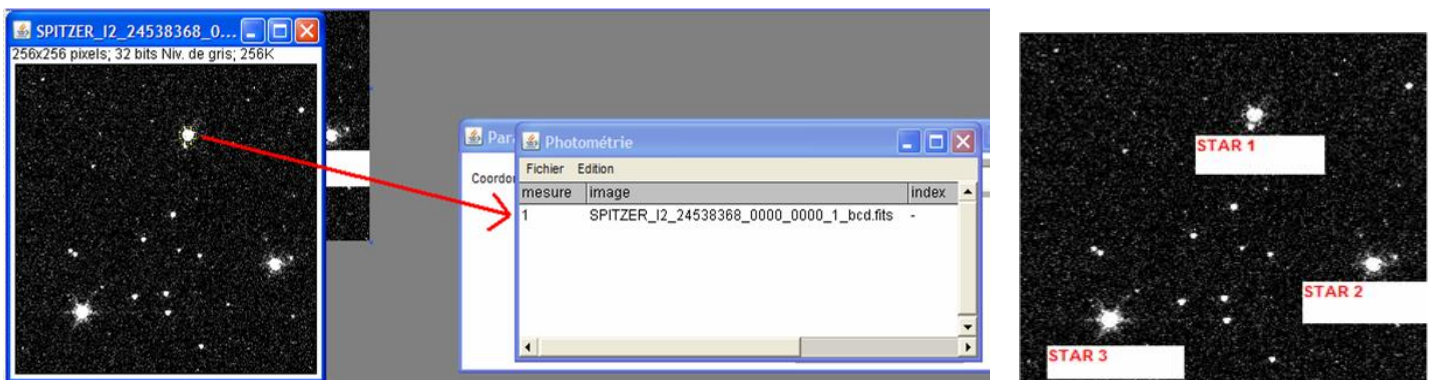 SPITZER_I2_24538368_0...
256x256 pixels; 32 bits Niv. de gris; 256K
Para
Photométrie
Coordo
Fichier Edition
mesure image index
1 SPITZER_I2_24538368_0000_0000_1_bcd.fits -
STAR 1
STAR 2
STAR 3